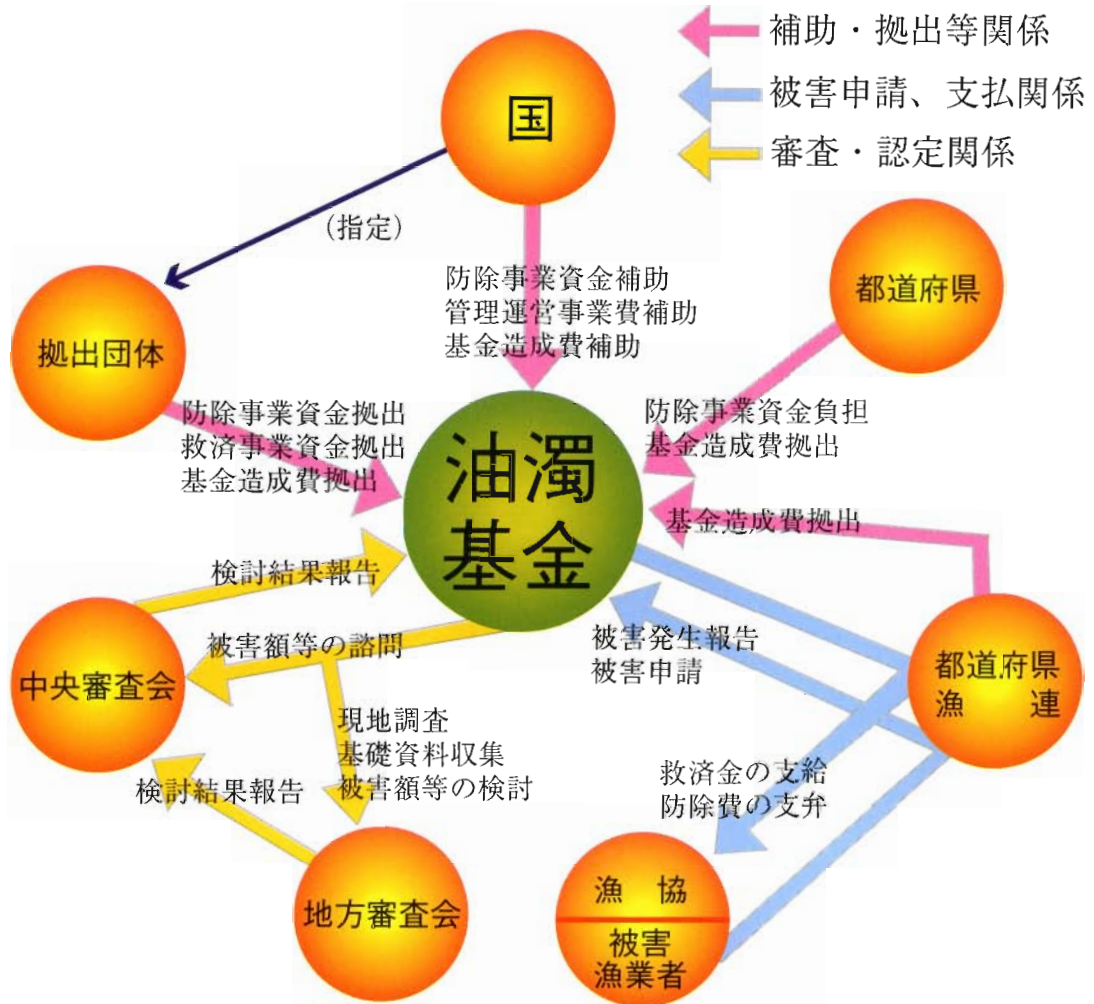 補助・拠出等関係
被害申請、支払関係
審査・認定関係
国
(指定)
防除事業資金補助
管理運営事業費補助
基金造成費補助
都道府県
拠出団体
防除事業資金拠出
救済事業資金拠出
基金造成費拠出
防除事業資金負担
基金造成費拠出
油濁
基金
基金造成費拠出
検討結果報告
被害額等の諮問
中央審査会
被害発生報告
被害申請
都道府県
漁　連
現地調査
基礎資料収集
被害額等の検討
検討結果報告
救済金の支給
防除費の支弁
地方審査会
漁　協
被害
漁業者